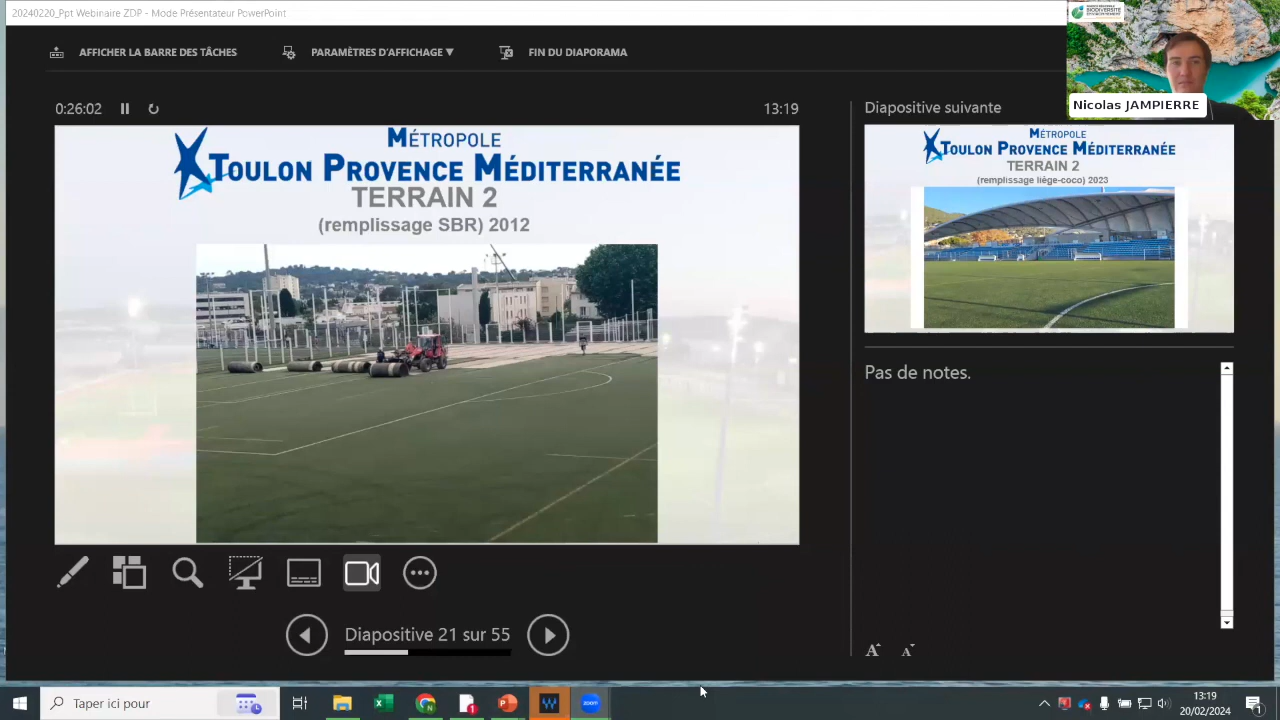 20240220_Ppt Webinaire ZDP - Mode Présentateur PowerPoint
AFFICHER LA BARRE DES TÂCHES
PARAMÈTRES D'AFFICHAGE ▼
FIN DU DIAPORAMA
BIODIVERSITÉ
Nicolas JAMPIERRE
0:26:02
13:19
MÉTROPOLE
TOULON PROVENCE MÉDITERRANÉE
TERRAIN 2
(remplissage SBR) 2012
Diapositive suivante
MÉTROPOLE
TOULON PROVENCE MÉDITERRANÉE
TERRAIN 2
(remplissage liège-coco) 2023
Pas de notes.
Diapositive 21 sur 55
A A
Taper ici pour
zoom
13:19
20/02/2024
1